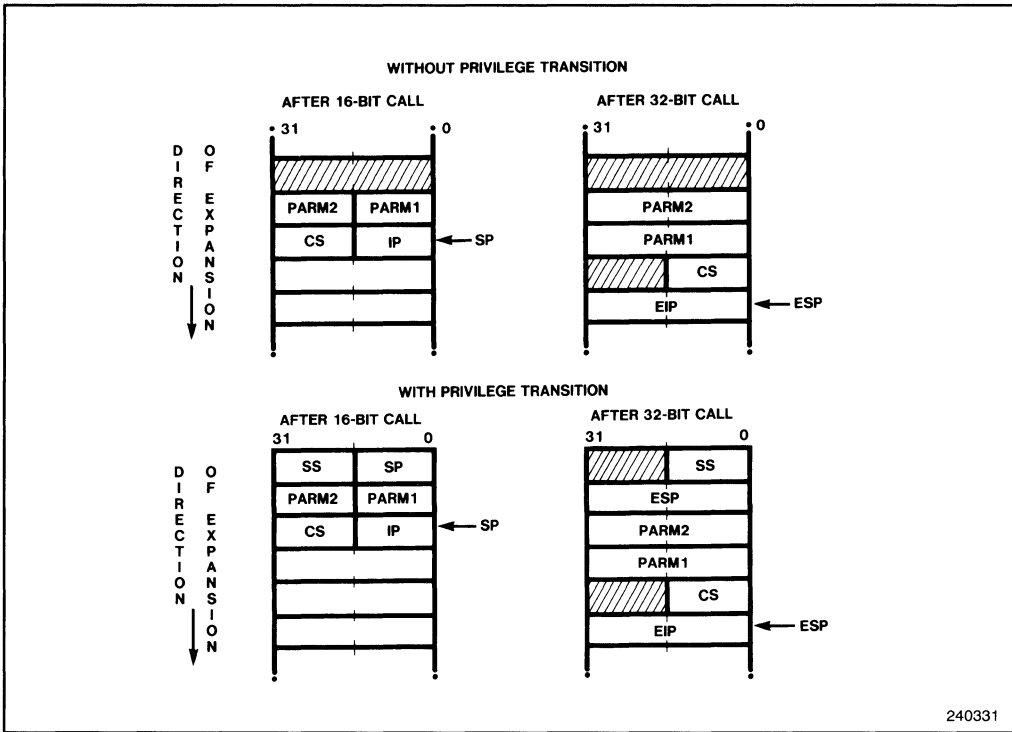 WITHOUT PRIVILEGE TRANSITION
AFTER 16-BIT CALL
31 0
DIRECTION
OF EXPANSION
PARM2 PARM1
CS IP SP
AFTER 32-BIT CALL
31 0
PARM2
PARM1
CS
EIP ESP
WITH PRIVILEGE TRANSITION
AFTER 16-BIT CALL
31 0
DIRECTION
OF EXPANSION
SS SP
PARM2 PARM1
CS IP SP
AFTER 32-BIT CALL
31 0
SS
ESP
PARM2
PARM1
CS
EIP ESP
240331